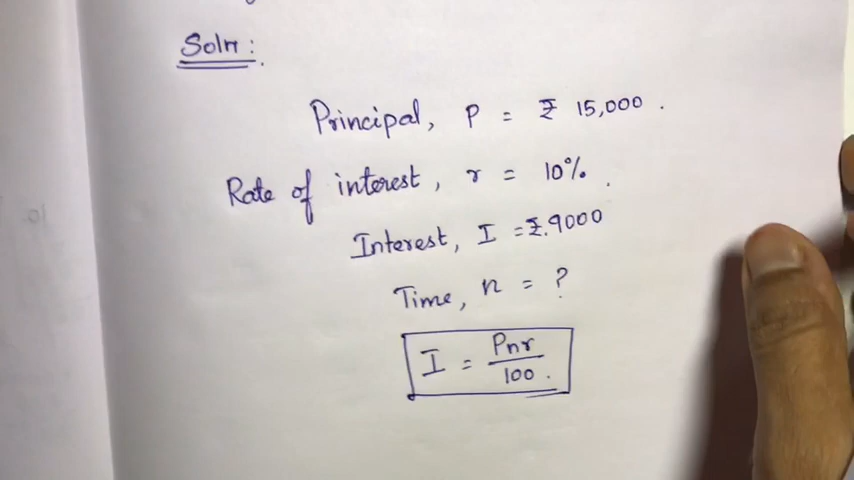 Soln :
Principal, P = ₹ 15,000 .
Rate of interest, r = 10% .
Interest, I = ₹.9000
Time, n = ?
I = Pnr / 100 .